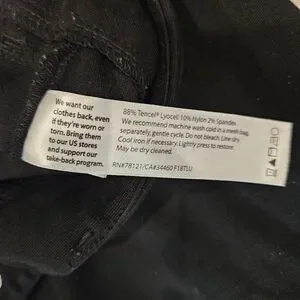 We want our
clothes back, even
if they're worn or
torn. Bring them
to our US stores
and support our
take-back program.
88% Tencel® Lyocell 10% Nylon 2% Spandex
We recommend machine wash cold in a mesh bag,
separately, gentle cycle. Do not bleach. Line dry.
Cool iron if necessary. Lightly press to restore.
May be dry cleaned.
RN#78121/CA#34460 F18TLU